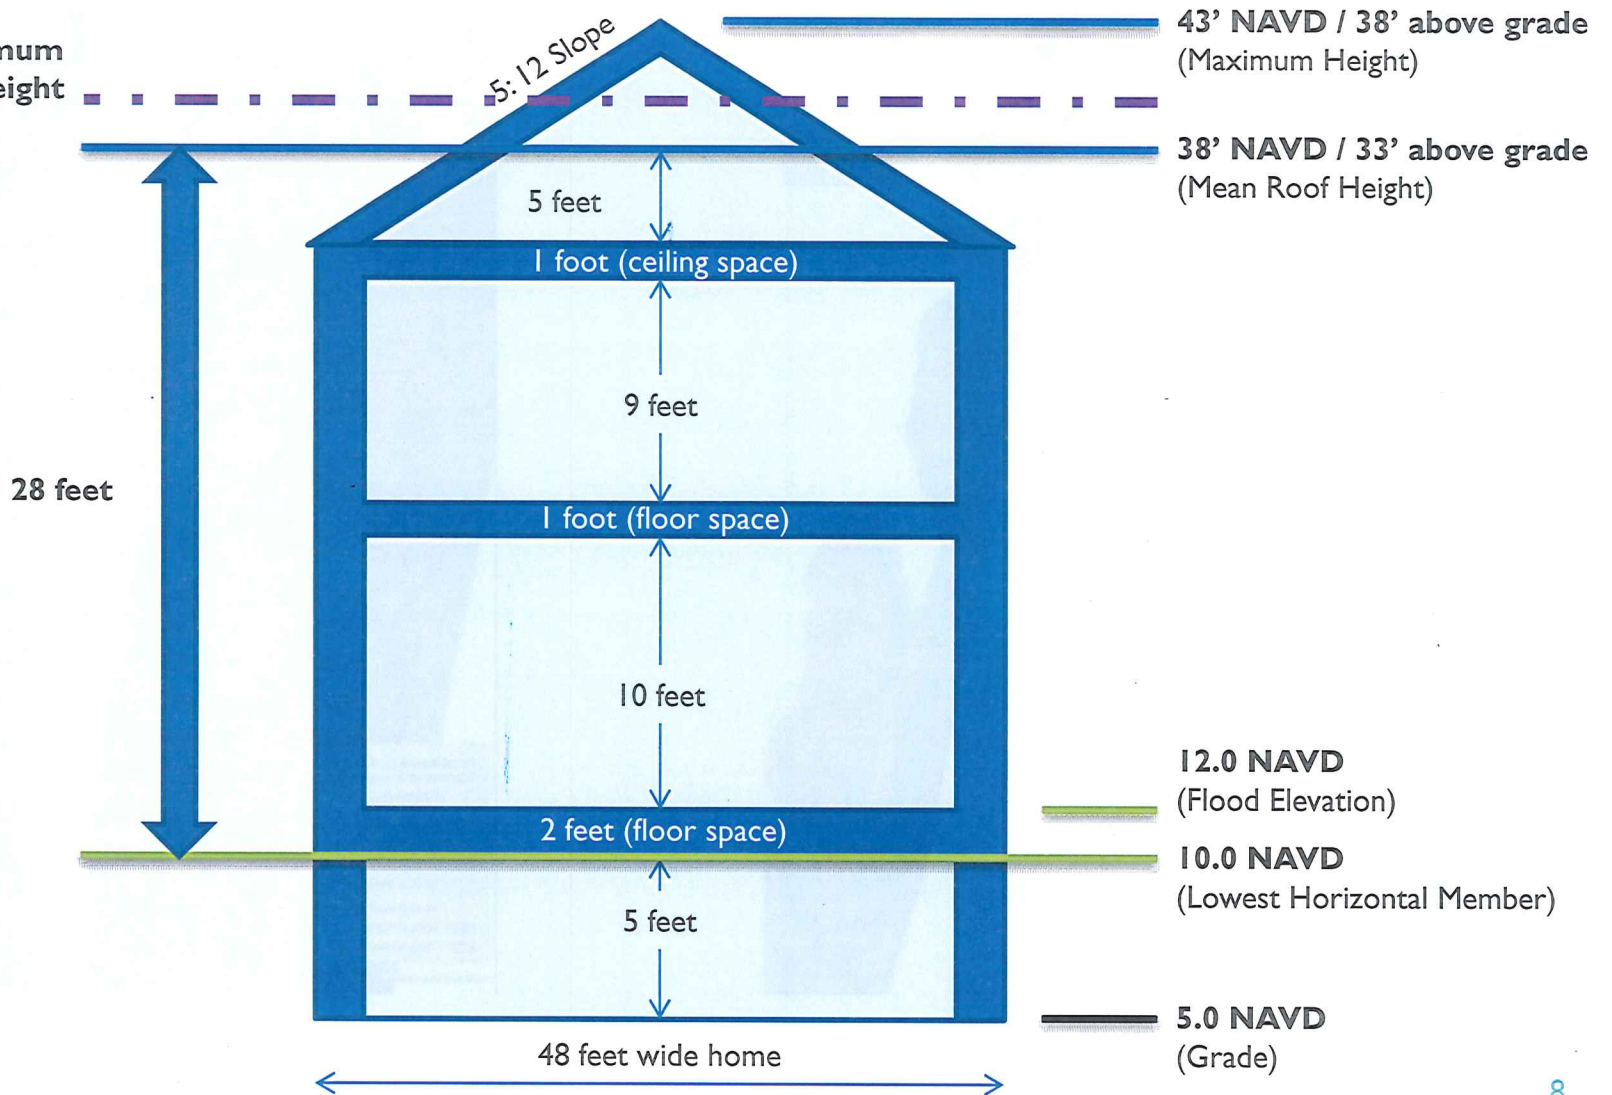 43' NAVD / 38' above grade
(Maximum Height)
5:12 Slope
38' NAVD / 33' above grade
(Mean Roof Height)
5 feet
1 foot (ceiling space)
9 feet
28 feet
1 foot (floor space)
10 feet
12.0 NAVD
(Flood Elevation)
2 feet (floor space)
10.0 NAVD
(Lowest Horizontal Member)
5 feet
5.0 NAVD
(Grade)
48 feet wide home
8